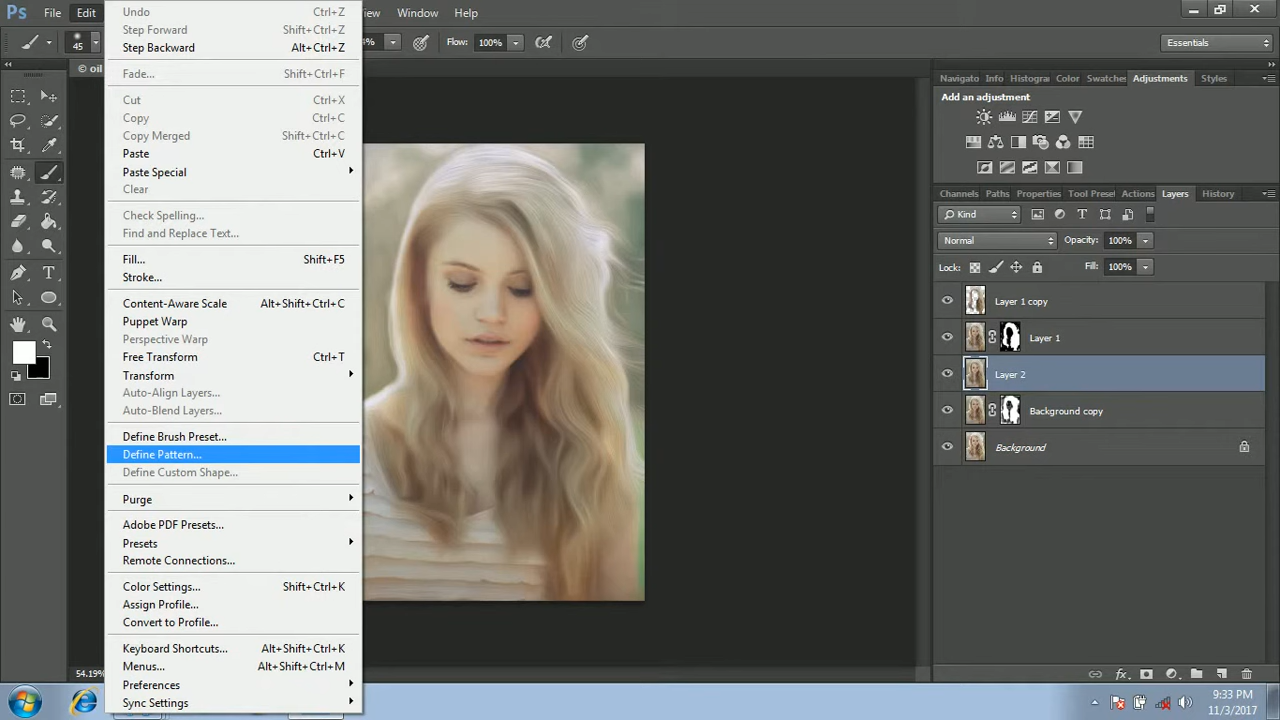 Ps File Edit View Window Help
45 Flow: 100% Essentials
© oil
Undo Ctrl+Z
Step Forward Shift+Ctrl+Z
Step Backward Alt+Ctrl+Z
Fade... Shift+Ctrl+F
Cut Ctrl+X
Copy Ctrl+C
Copy Merged Shift+Ctrl+C
Paste Ctrl+V
Paste Special
Clear
Check Spelling...
Find and Replace Text...
Fill... Shift+F5
Stroke...
Content-Aware Scale Alt+Shift+Ctrl+C
Puppet Warp
Perspective Warp
Free Transform Ctrl+T
Transform
Auto-Align Layers...
Auto-Blend Layers...
Define Brush Preset...
Define Pattern...
Define Custom Shape...
Purge
Adobe PDF Presets...
Presets
Remote Connections...
Color Settings... Shift+Ctrl+K
Assign Profile...
Convert to Profile...
Keyboard Shortcuts... Alt+Shift+Ctrl+K
Menus... Alt+Shift+Ctrl+M
Preferences
Sync Settings
Navigato Info Histogra Color Swatche Adjustments Styles
Add an adjustment
Channels Paths Properties Tool Preset Actions Layers History
Kind
Normal Opacity: 100%
Lock: Fill: 100%
Layer 1 copy
Layer 1
Layer 2
Background copy
Background
54.19%
9:33 PM
11/3/2017